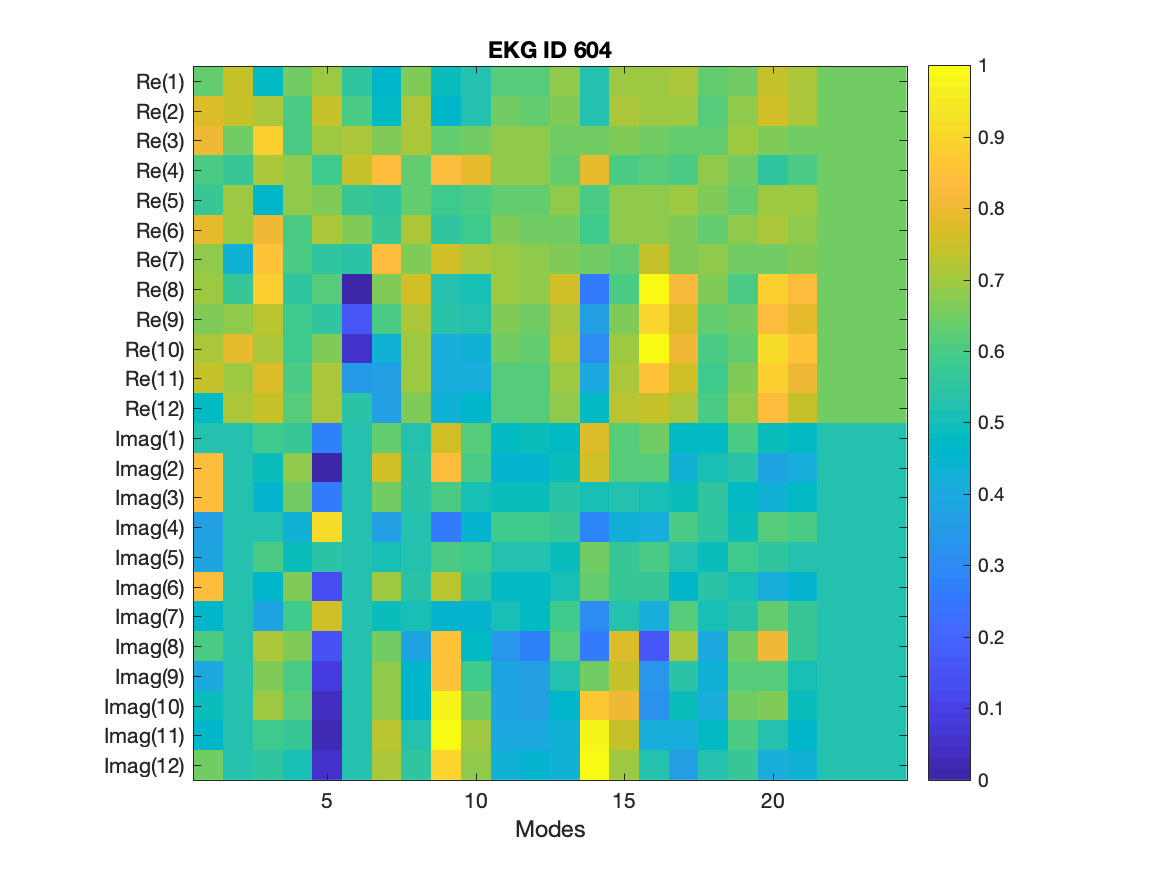 EKG ID 604
Re(1)
Re(2)
Re(3)
Re(4)
Re(5)
Re(6)
Re(7)
Re(8)
Re(9)
Re(10)
Re(11)
Re(12)
Imag(1)
Imag(2)
Imag(3)
Imag(4)
Imag(5)
Imag(6)
Imag(7)
Imag(8)
Imag(9)
Imag(10)
Imag(11)
Imag(12)
5 10 15 20
Modes
1
0.9
0.8
0.7
0.6
0.5
0.4
0.3
0.2
0.1
0